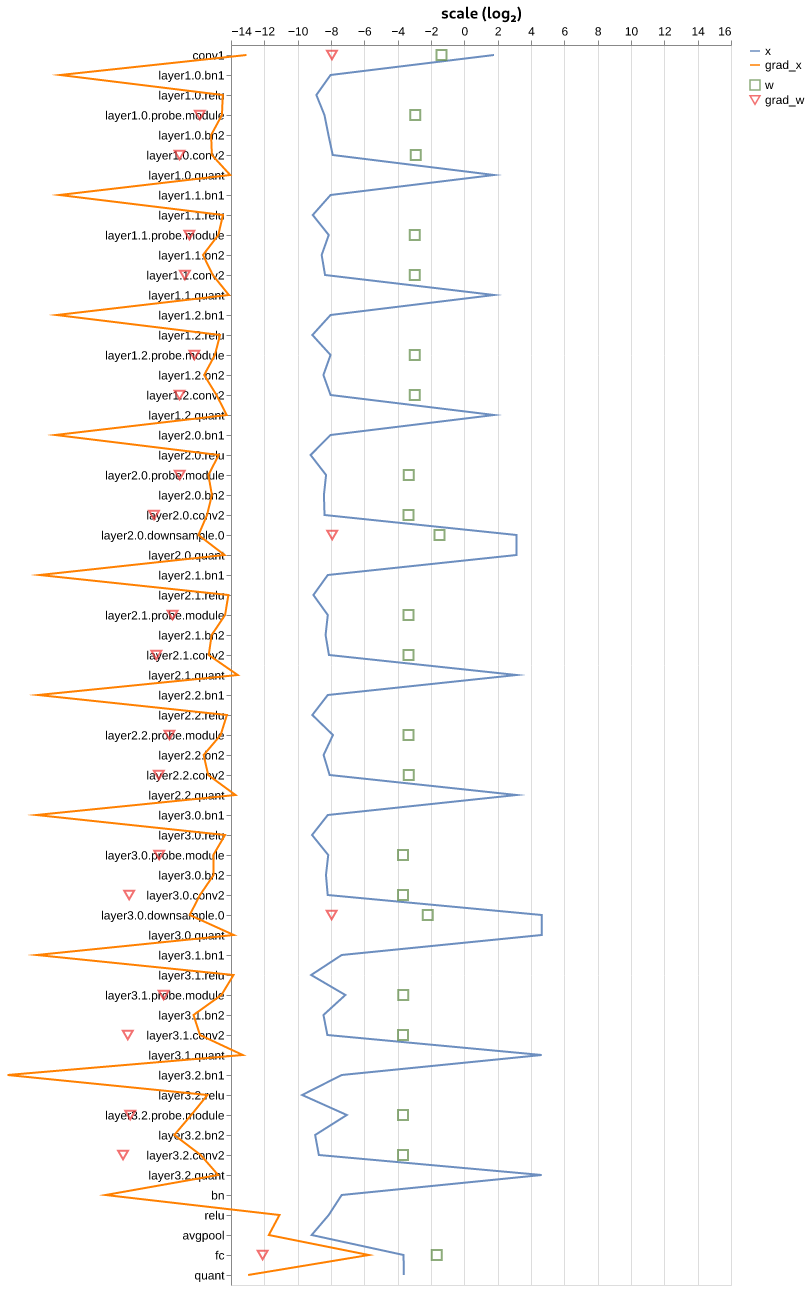 scale (log2)
−14 −12 −10 −8 −6 −4 −2 0 2 4 6 8 10 12 14 16
x
grad_x
w
grad_w
conv1
layer1.0.bn1
layer1.0.relu
layer1.0.probe.module
layer1.0.bn2
layer1.0.conv2
layer1.0.quant
layer1.1.bn1
layer1.1.relu
layer1.1.probe.module
layer1.1.bn2
layer1.1.conv2
layer1.1.quant
layer1.2.bn1
layer1.2.relu
layer1.2.probe.module
layer1.2.bn2
layer1.2.conv2
layer1.2.quant
layer2.0.bn1
layer2.0.relu
layer2.0.probe.module
layer2.0.bn2
layer2.0.conv2
layer2.0.downsample.0
layer2.0.quant
layer2.1.bn1
layer2.1.relu
layer2.1.probe.module
layer2.1.bn2
layer2.1.conv2
layer2.1.quant
layer2.2.bn1
layer2.2.relu
layer2.2.probe.module
layer2.2.bn2
layer2.2.conv2
layer2.2.quant
layer3.0.bn1
layer3.0.relu
layer3.0.probe.module
layer3.0.bn2
layer3.0.conv2
layer3.0.downsample.0
layer3.0.quant
layer3.1.bn1
layer3.1.relu
layer3.1.probe.module
layer3.1.bn2
layer3.1.conv2
layer3.1.quant
layer3.2.bn1
layer3.2.relu
layer3.2.probe.module
layer3.2.bn2
layer3.2.conv2
layer3.2.quant
bn
relu
avgpool
fc
quant